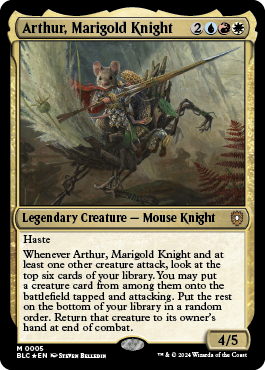 Arthur, Marigold Knight 2
Legendary Creature — Mouse Knight
Haste
Whenever Arthur, Marigold Knight and at
least one other creature attack, look at the
top six cards of your library. You may put
a creature card from among them onto the
battlefield tapped and attacking. Put the rest
on the bottom of your library in a random
order. Return that creature to its owner's
hand at end of combat.
4/5
M 0005
BLC ★ EN Steven Belledin
™ & © 2024 Wizards of the Coast